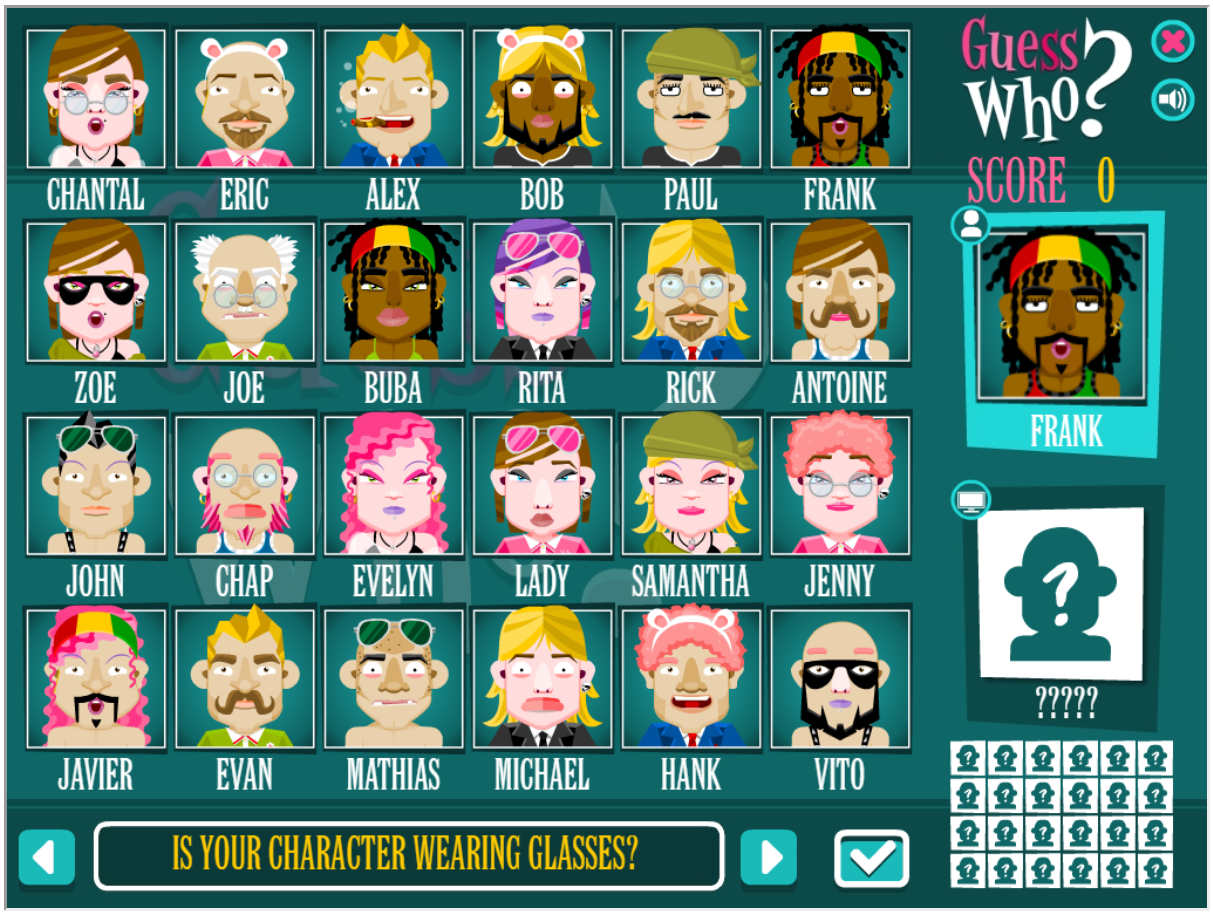 Guess
Who?
SCORE 0
CHANTAL
ERIC
ALEX
BOB
PAUL
FRANK
ZOE
JOE
BUBA
RITA
RICK
ANTOINE
FRANK
JOHN
CHAP
EVELYN
LADY
SAMANTHA
JENNY
?
?????
JAVIER
EVAN
MATHIAS
MICHAEL
HANK
VITO
? ? ? ? ? ?
? ? ? ? ? ?
? ? ? ? ? ?
? ? ? ? ? ?
IS YOUR CHARACTER WEARING GLASSES?